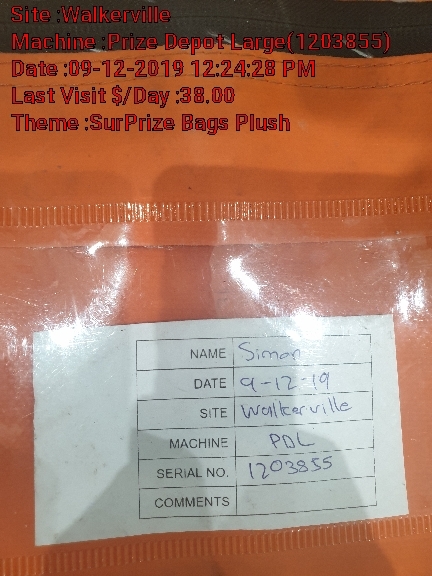 Site :Walkerville
Machine :Prize Depot Large(1203855)
Date :09-12-2019 12:24:28 PM
Last Visit $/Day :38.00
Theme :SurPrize Bags Plush
NAME Simon
DATE 9-12-19
SITE Walkerville
MACHINE PDL
SERIAL NO. 1203855
COMMENTS